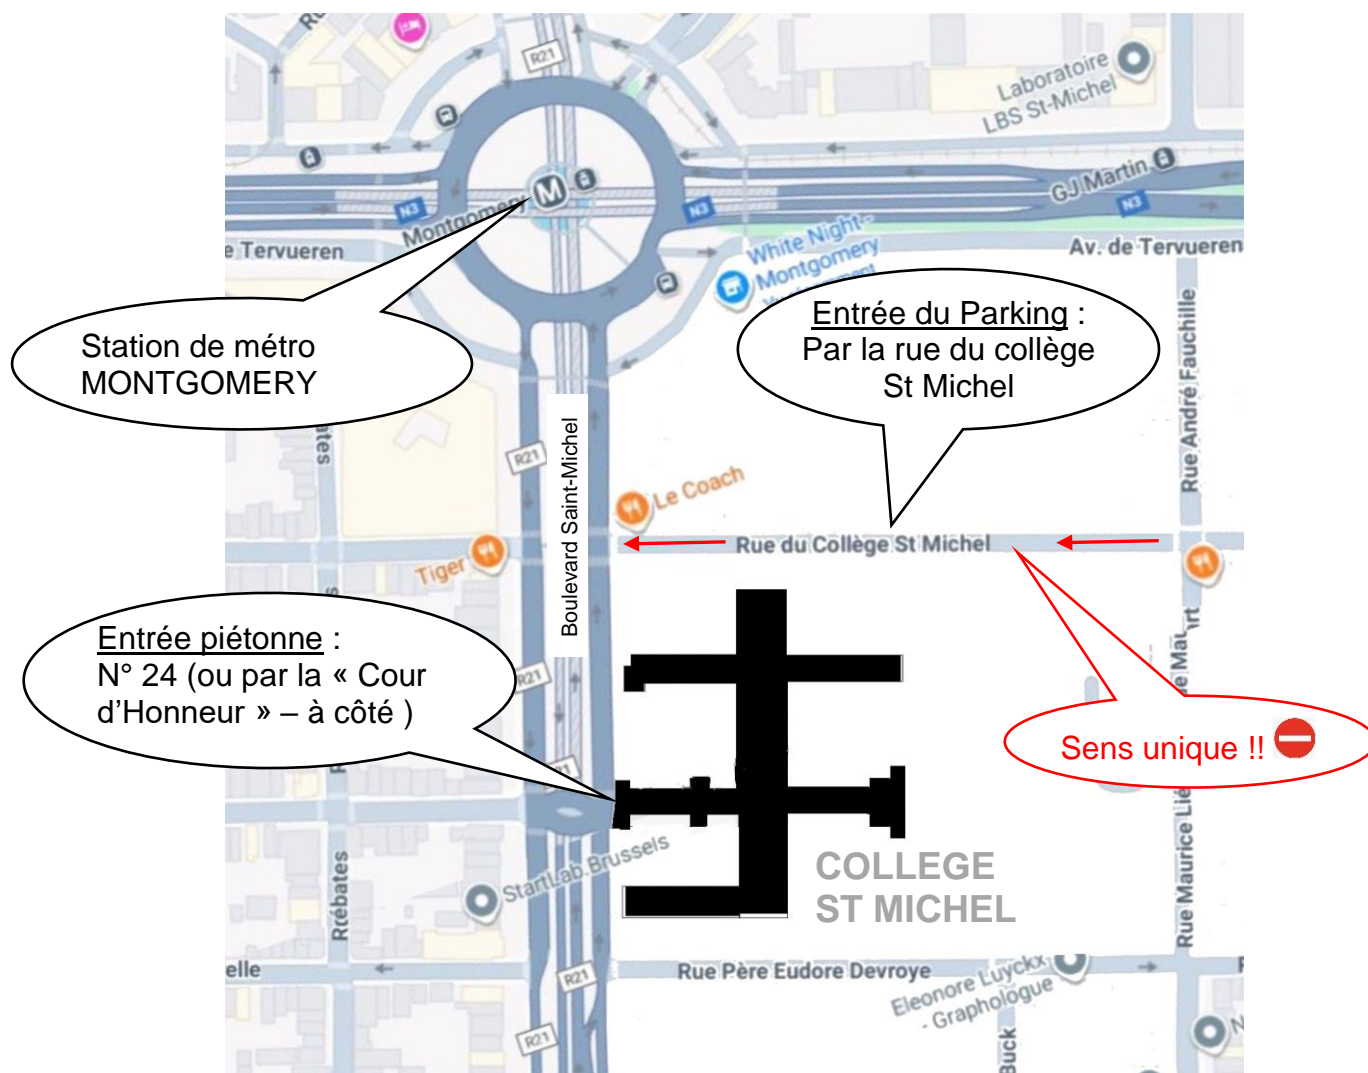 R21
Laboratoire
LBS St-Michel
GJ Martin
N3
N3
N3
M
Montgomery
e Tervueren
White Night -
Montgomery
Av. de Tervueren
Station de métro
MONTGOMERY
Entrée du Parking :
Par la rue du collège
St Michel
Rue André Fauchille
ates
R21
Boulevard Saint-Michel
Le Coach
Tiger
Rue du Collège St Michel
Entrée piétonne :
N° 24 (ou par la « Cour
d'Honneur » – à côté )
R21
Sens unique !!
Rue Maurice Lié
art
StartLab.Brussels
COLLEGE
ST MICHEL
elle
R21
Rue Père Eudore Devroye
Eleonore Luyckx
- Graphologue
R21
Buck
N